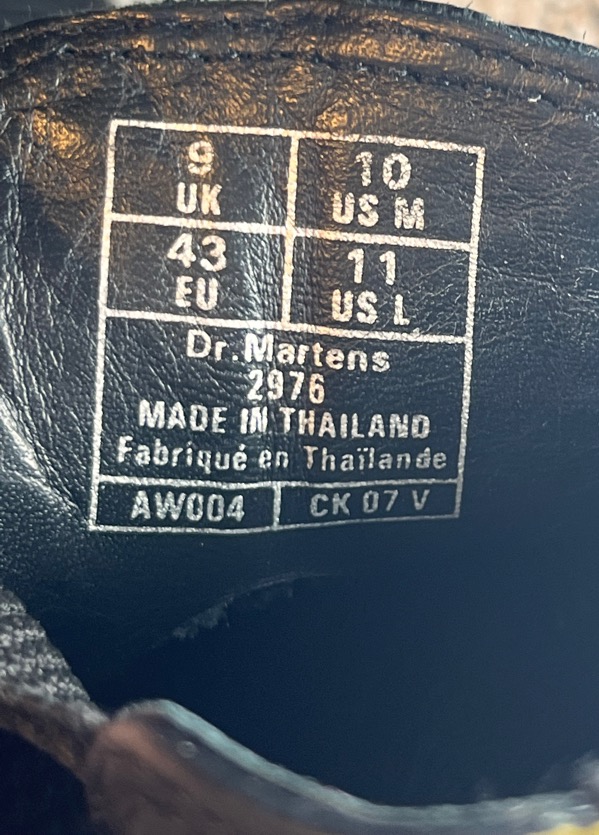 9
UK
10
US M
43
EU
11
US L
Dr.Martens
2976
MADE IN THAILAND
Fabriqué en Thaïlande
AW004
CK 07 V